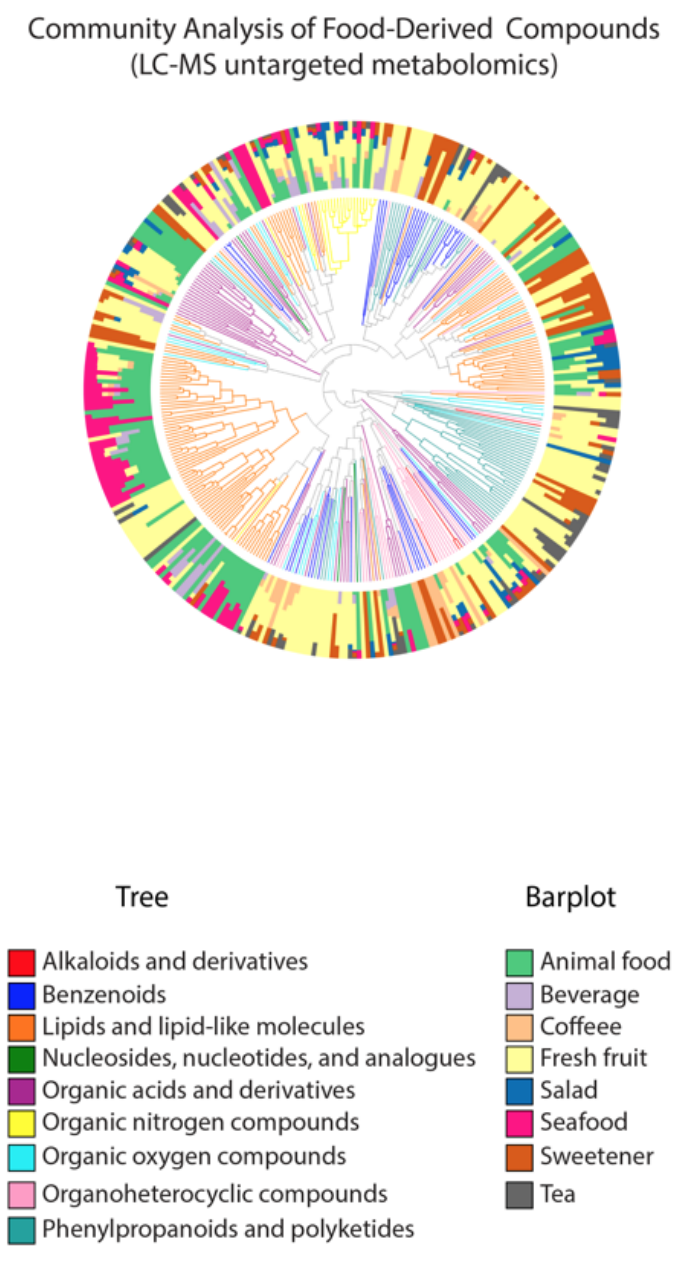 Community Analysis of Food-Derived Compounds
(LC-MS untargeted metabolomics)
Tree
Alkaloids and derivatives
Benzenoids
Lipids and lipid-like molecules
Nucleosides, nucleotides, and analogues
Organic acids and derivatives
Organic nitrogen compounds
Organic oxygen compounds
Organoheterocyclic compounds
Phenylpropanoids and polyketides
Barplot
Animal food
Beverage
Coffeee
Fresh fruit
Salad
Seafood
Sweetener
Tea